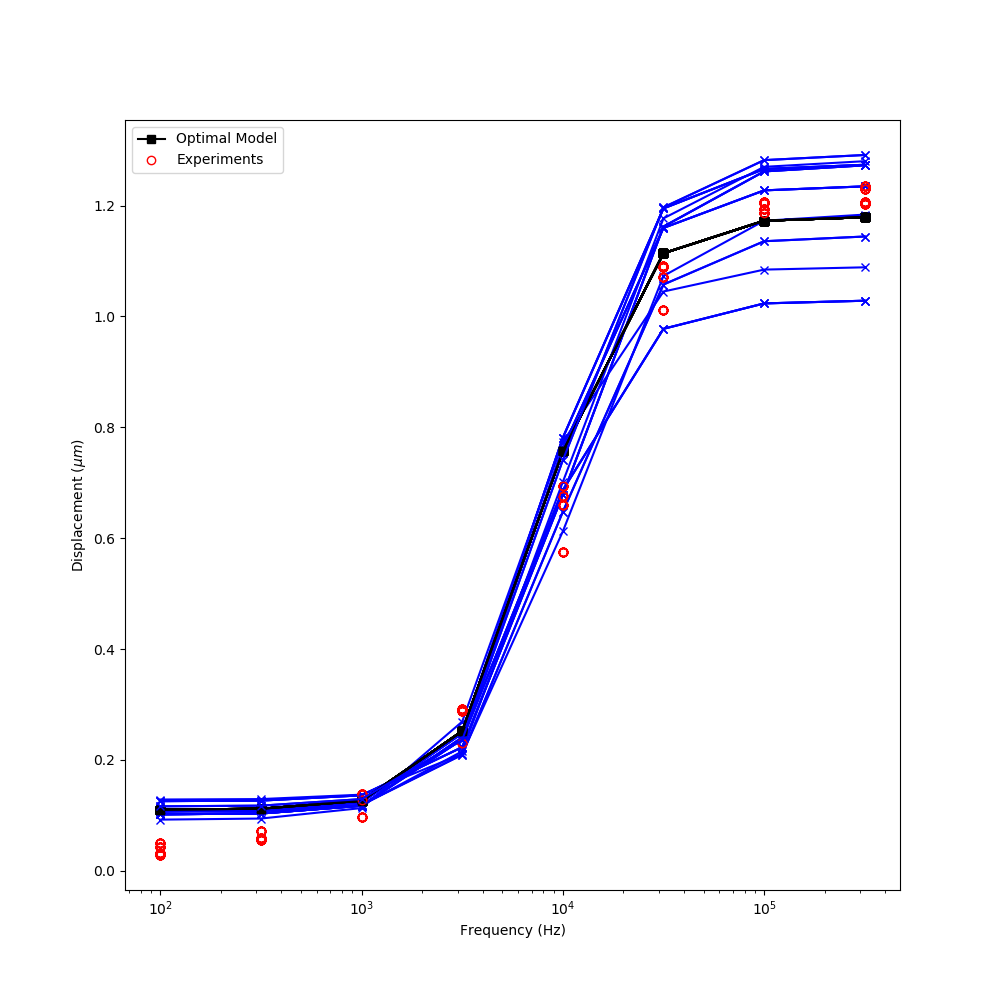 Optimal Model
Experiments
Displacement (μm)
1.2
1.0
0.8
0.6
0.4
0.2
0.0
10² 10³ 10⁴ 10⁵
Frequency (Hz)